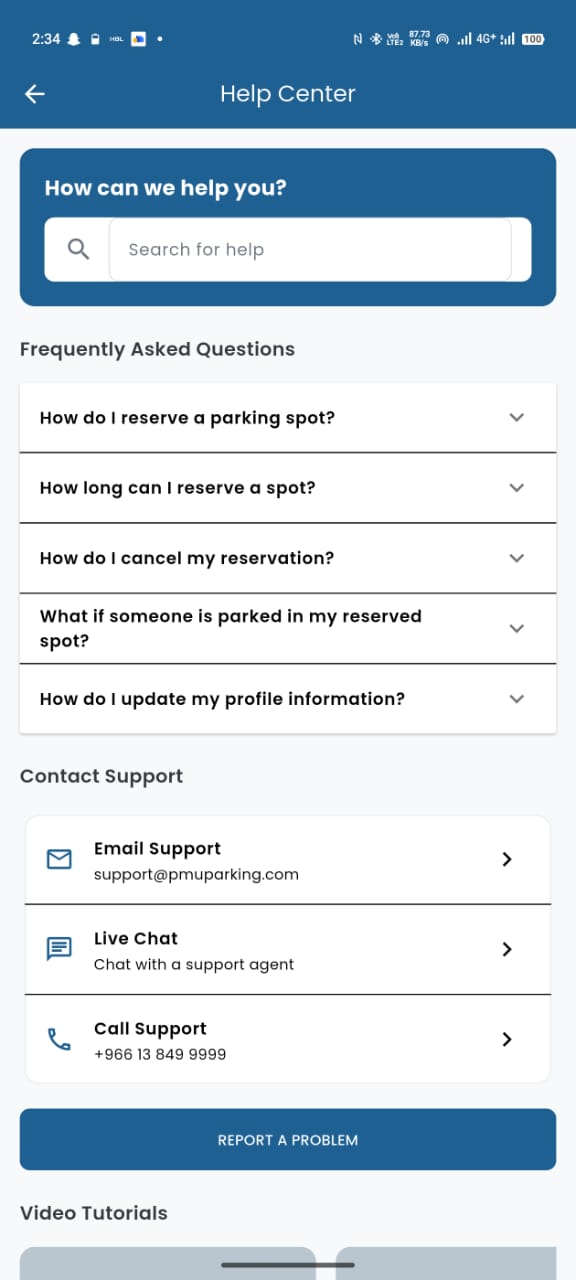 2:34 HBL Vo) LTE2 87.73 KB/s 4G+ 100
Help Center
How can we help you?
Search for help
Frequently Asked Questions
How do I reserve a parking spot?
How long can I reserve a spot?
How do I cancel my reservation?
What if someone is parked in my reserved
spot?
How do I update my profile information?
Contact Support
Email Support
support@pmuparking.com
Live Chat
Chat with a support agent
Call Support
+966 13 849 9999
REPORT A PROBLEM
Video Tutorials